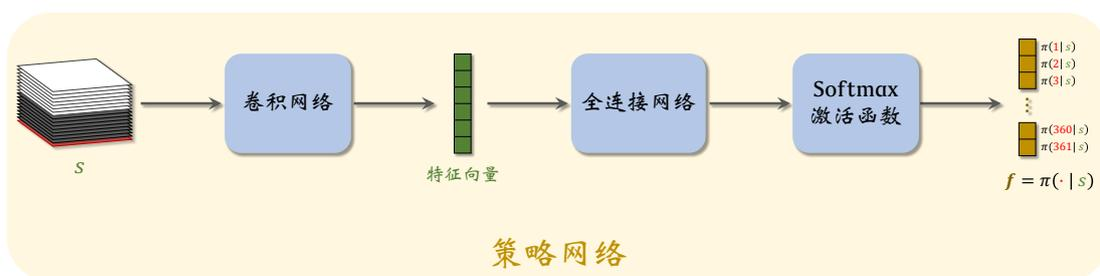 s
卷积网络
特征向量
全连接网络
Softmax
激活函数
π(1|s)
π(2|s)
π(3|s)
⋮
π(360|s)
π(361|s)
f = π(· | s)
策略网络